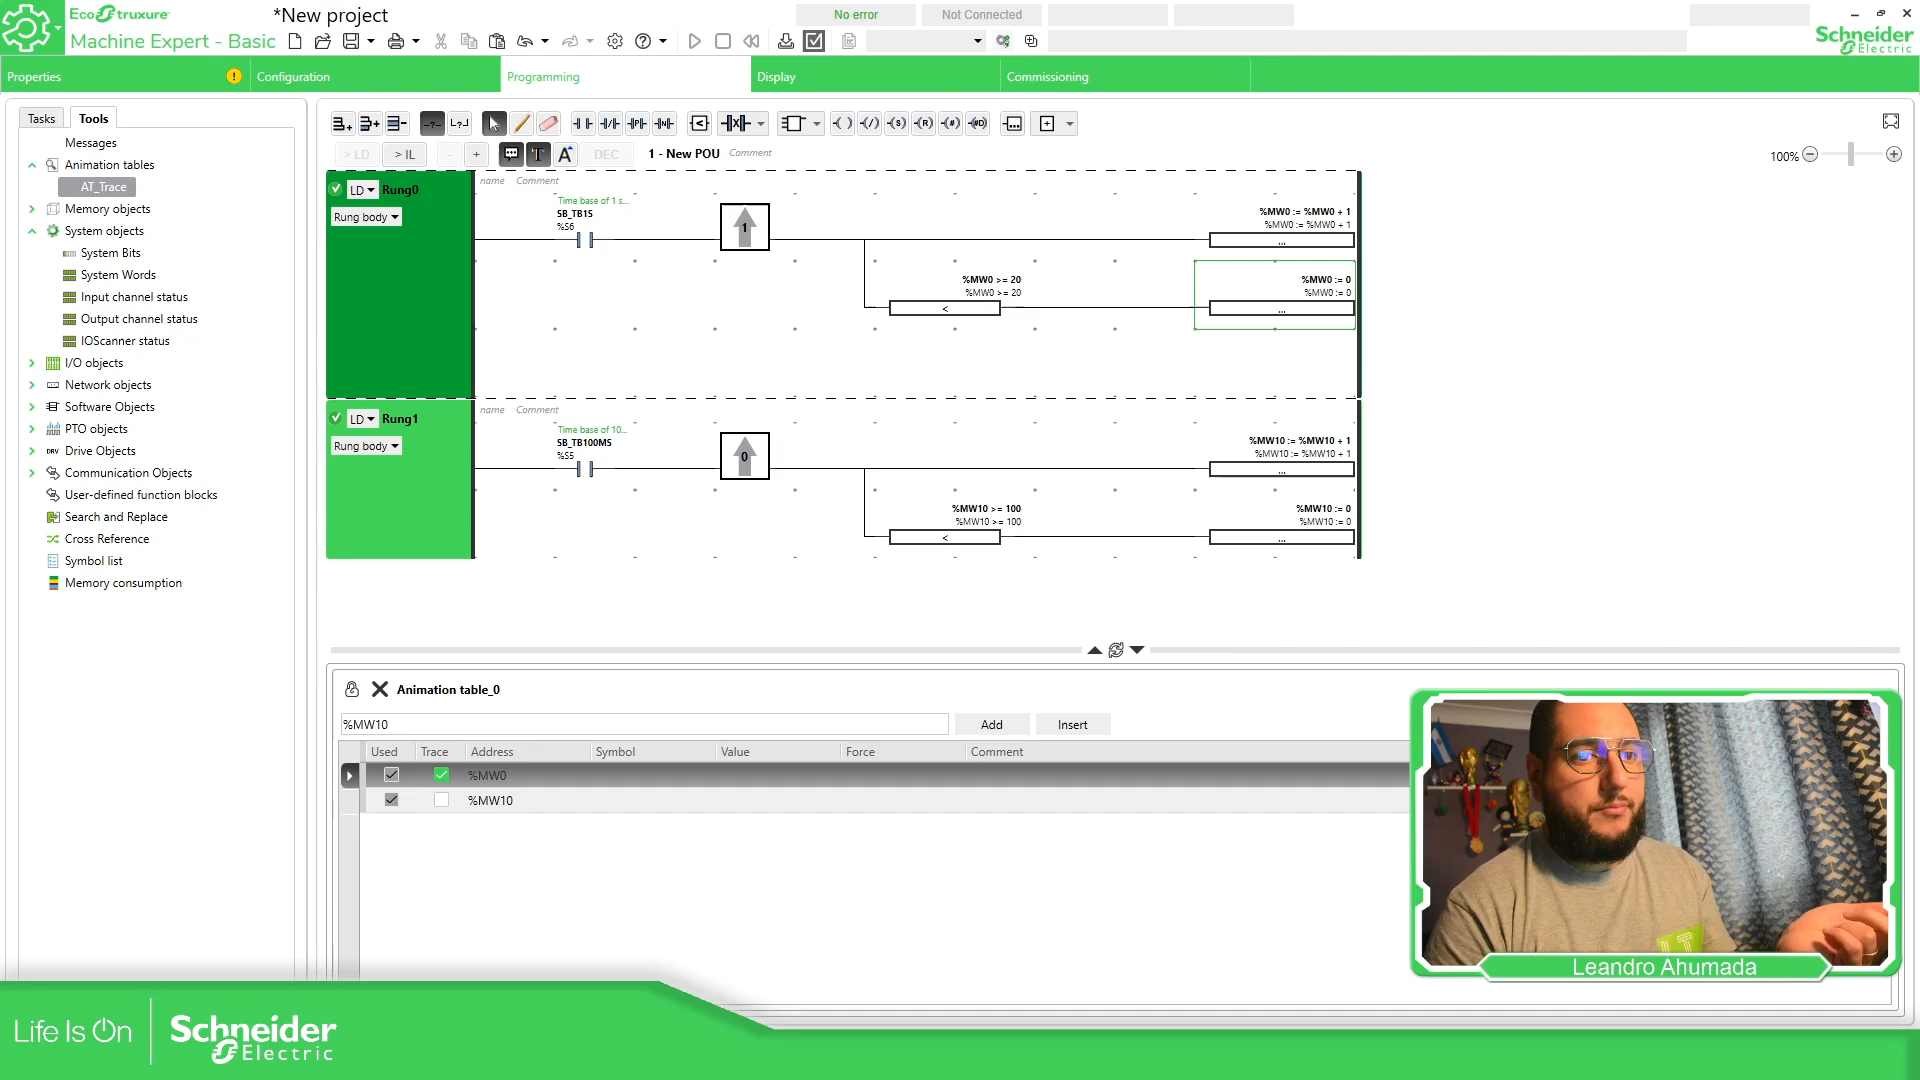 EcoStruxure
Machine Expert - Basic
*New project
No error
Not Connected
Schneider
Electric
Properties
!
Configuration
Programming
Display
Commissioning
Tasks
Tools
Messages
Animation tables
AT_Trace
Memory objects
System objects
System Bits
System Words
Input channel status
Output channel status
IOScanner status
I/O objects
Network objects
Software Objects
PTO objects
DRV Drive Objects
Communication Objects
User-defined function blocks
Search and Replace
Cross Reference
Symbol list
Memory consumption
> LD
> IL
-
+
T
A
DEC
1 - New POU
Comment
100%
LD
Rung0
Rung body
name
Comment
Time base of 1 s...
SB_TB1S
%S6
1
%MW0 := %MW0 + 1
%MW0 := %MW0 + 1
...
%MW0 >= 20
%MW0 >= 20
<
%MW0 := 0
%MW0 := 0
...
LD
Rung1
Rung body
name
Comment
Time base of 10...
SB_TB100MS
%S5
0
%MW10 := %MW10 + 1
%MW10 := %MW10 + 1
...
%MW10 >= 100
%MW10 >= 100
<
%MW10 := 0
%MW10 := 0
...
Animation table_0
%MW10
Add
Insert
Used
Trace
Address
Symbol
Value
Force
Comment
%MW0
%MW10
Leandro Ahumada
Life Is On
Schneider
Electric